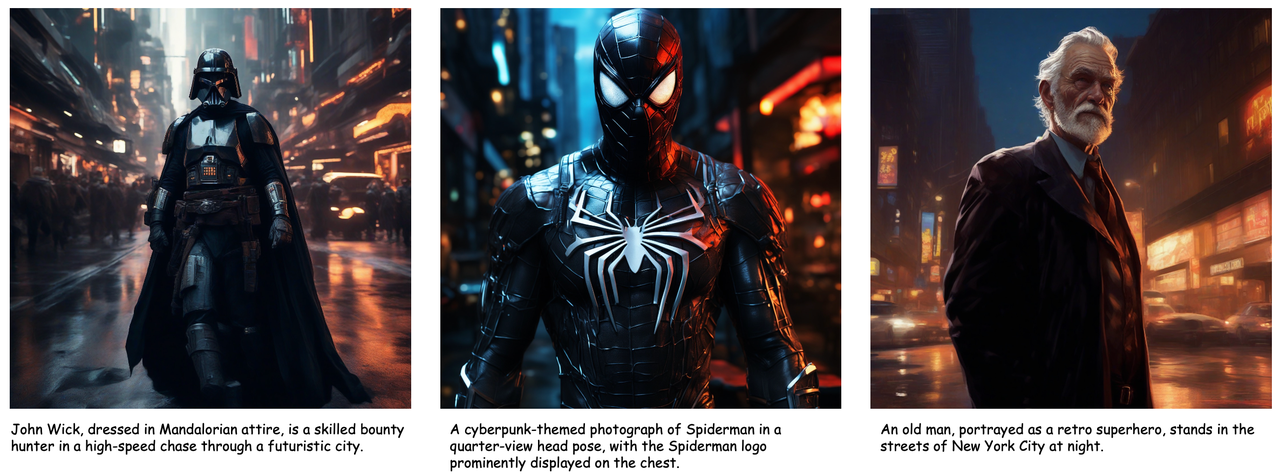 John Wick, dressed in Mandalorian attire, is a skilled bounty
hunter in a high-speed chase through a futuristic city.
A cyberpunk-themed photograph of Spiderman in a
quarter-view head pose, with the Spiderman logo
prominently displayed on the chest.
An old man, portrayed as a retro superhero, stands in the
streets of New York City at night.